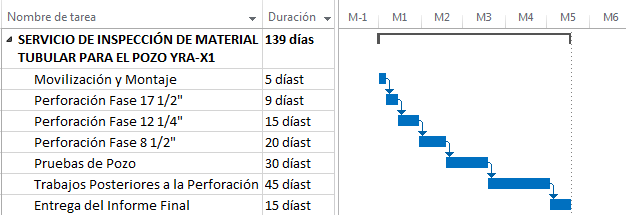 Nombre de tarea Duración M-1 M1 M2 M3 M4 M5 M6
SERVICIO DE INSPECCIÓN DE MATERIAL 139 días
TUBULAR PARA EL POZO YRA-X1
Movilización y Montaje 5 díast
Perforación Fase 17 1/2" 9 díast
Perforación Fase 12 1/4" 15 díast
Perforación Fase 8 1/2" 20 díast
Pruebas de Pozo 30 díast
Trabajos Posteriores a la Perforación 45 díast
Entrega del Informe Final 15 díast